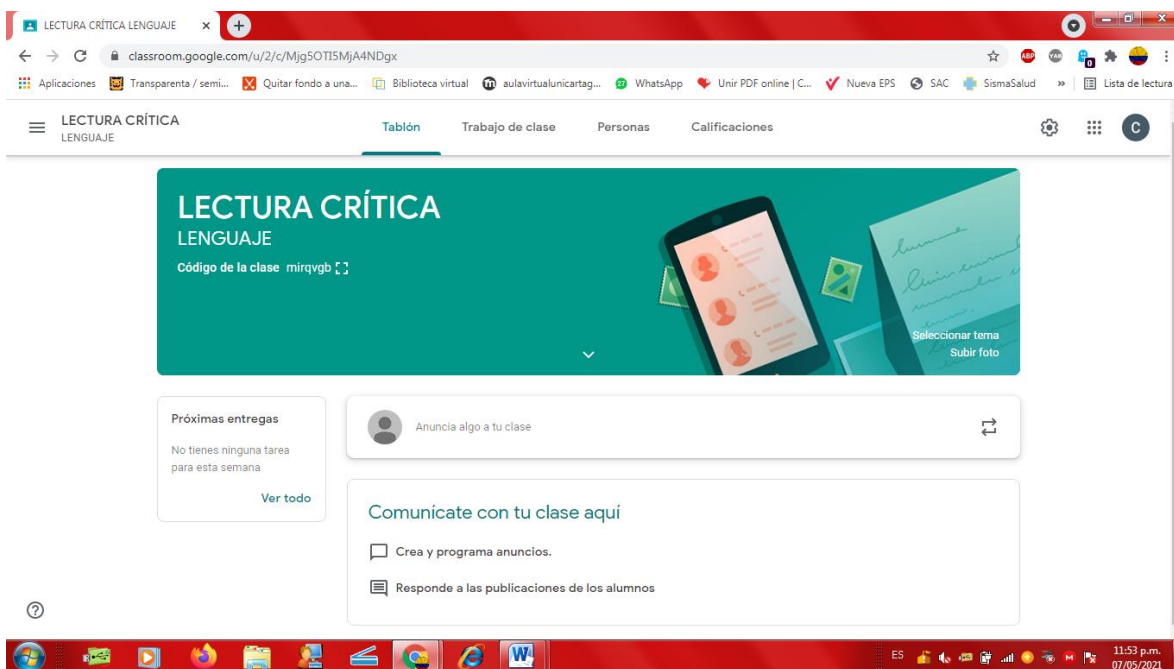 LECTURA CRÍTICA LENGUAJE
classroom.google.com/u/2/c/Mjg5OTI5MjA4NDgx
ABP
Aplicaciones Transparenta / semi... Quitar fondo a una... Biblioteca virtual aulavirtualunicartag... WhatsApp Unir PDF online | C... Nueva EPS SAC SismaSalud » Lista de lectura
LECTURA CRÍTICA
LENGUAJE
Tablón Trabajo de clase Personas Calificaciones
C
LECTURA CRÍTICA
LENGUAJE
Código de la clase mirqvgb
Seleccionar tema
Subir foto
Próximas entregas
No tienes ninguna tarea
para esta semana
Ver todo
Anuncia algo a tu clase
Comunícate con tu clase aquí
Crea y programa anuncios.
Responde a las publicaciones de los alumnos
ES
11:53 p.m.
07/05/2021